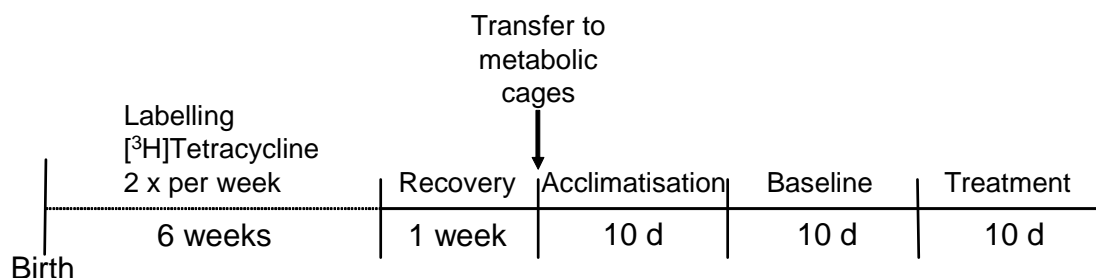 Transfer to
metabolic
cages
Labelling
[³H]Tetracycline
2 x per week
Recovery
Acclimatisation
Baseline
Treatment
6 weeks
1 week
10 d
10 d
10 d
Birth